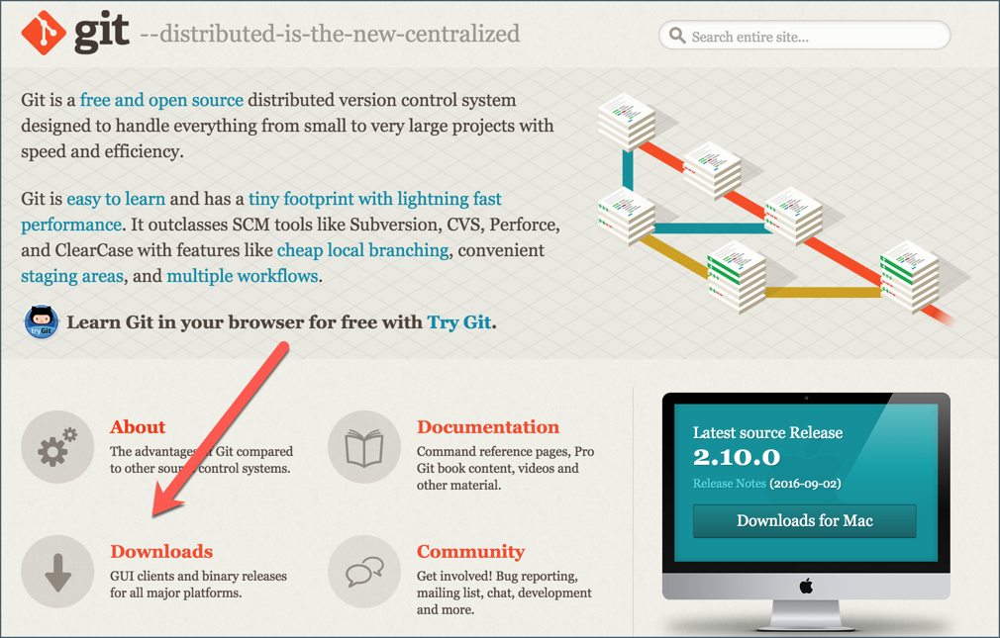 git --distributed-is-the-new-centralized
Search entire site...
Git is a free and open source distributed version control system
designed to handle everything from small to very large projects with
speed and efficiency.
Git is easy to learn and has a tiny footprint with lightning fast
performance. It outclasses SCM tools like Subversion, CVS, Perforce,
and ClearCase with features like cheap local branching, convenient
staging areas, and multiple workflows.
tryGit
Learn Git in your browser for free with Try Git.
About
The advantages of Git compared
to other source control systems.
Documentation
Command reference pages, Pro
Git book content, videos and
other material.
Downloads
GUI clients and binary releases
for all major platforms.
Community
Get involved! Bug reporting,
mailing list, chat, development
and more.
Latest source Release
2.10.0
Release Notes (2016-09-02)
Downloads for Mac